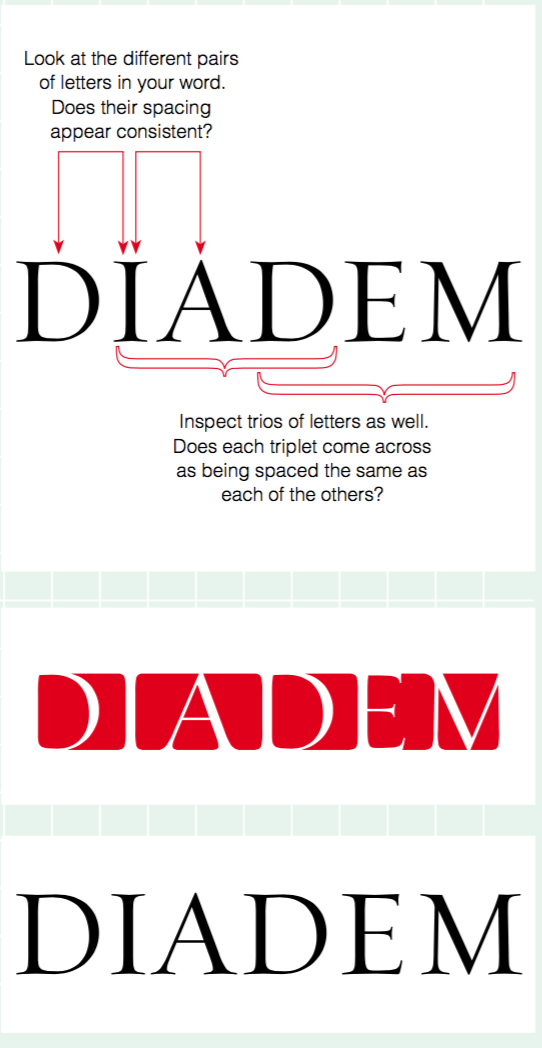 Look at the different pairs
of letters in your word.
Does their spacing
appear consistent?
DIADEM
Inspect trios of letters as well.
Does each triplet come across
as being spaced the same as
each of the others?
DIADEM
DIADEM